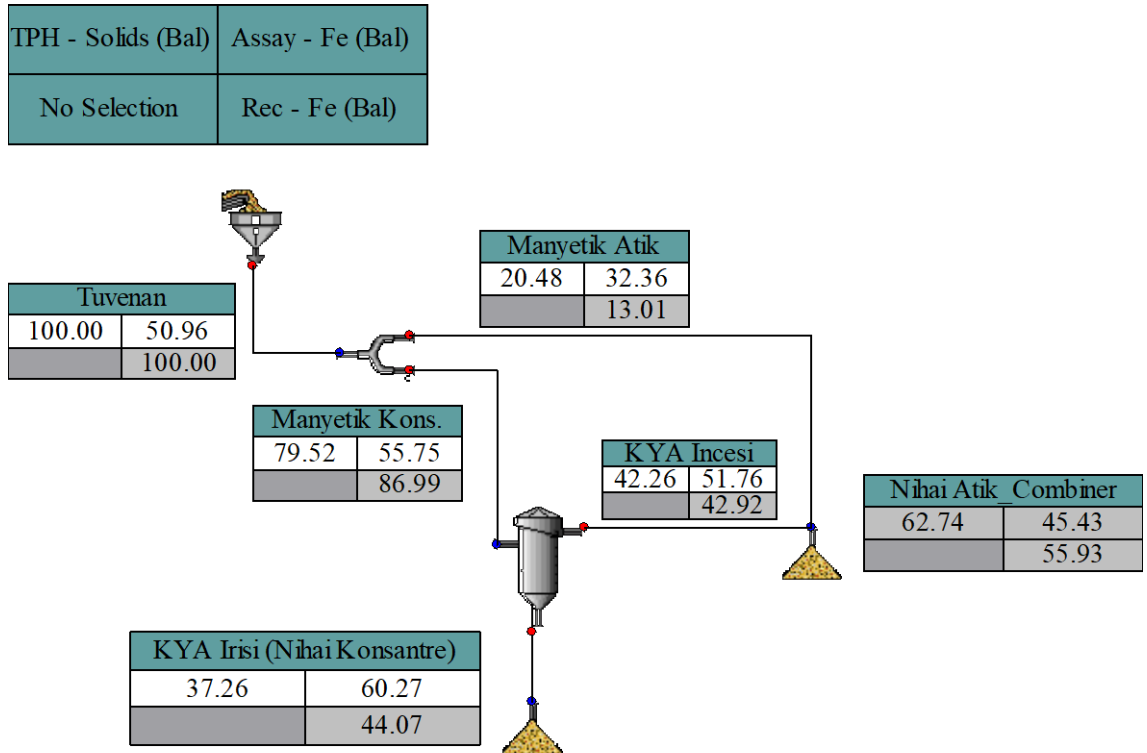 TPH - Solids (Bal) Assay - Fe (Bal)
No Selection Rec - Fe (Bal)
Manyetik Atik
20.48 32.36
13.01
Tuvenan
100.00 50.96
100.00
Manyetik Kons.
79.52 55.75
86.99
KYA Incesi
42.26 51.76
42.92
Nihai Atik_Combiner
62.74 45.43
55.93
KYA Irisi (Nihai Konsantre)
37.26 60.27
44.07